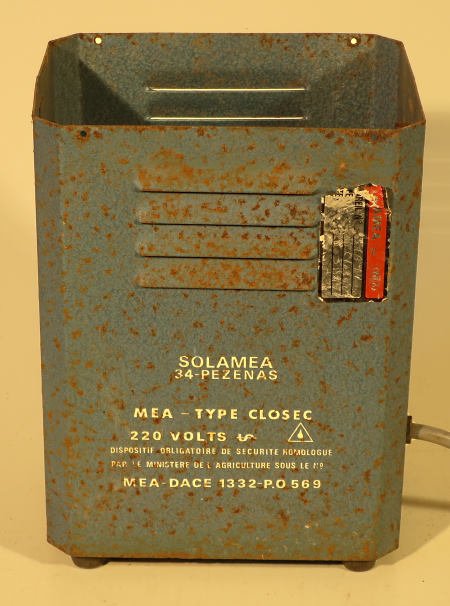 SOLAMEA
34-PEZENAS
MEA - TYPE CLOSEC
220 VOLTS
DISPOSITIF OBLIGATOIRE DE SECURITE HOMOLOGUE
PAR LE MINISTERE DE L AGRICULTURE SOUS LE Nº
MEA-DACE 1332-P.O 569